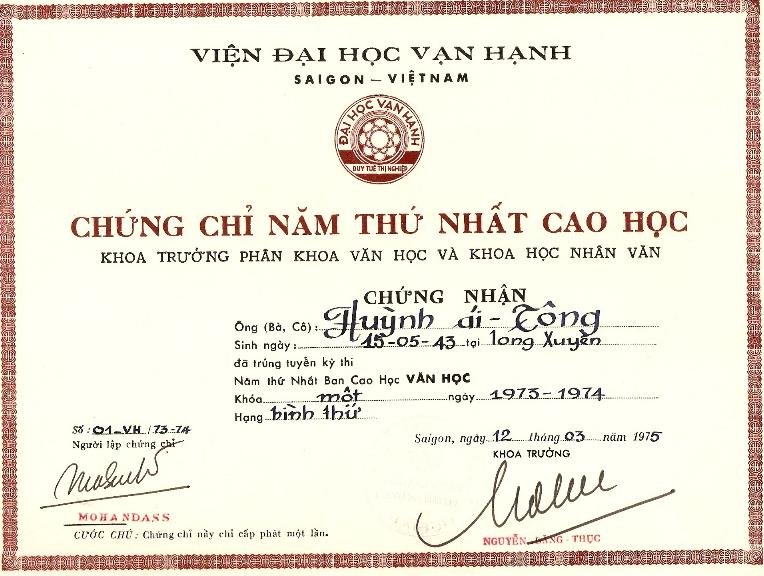 VIỆN ĐẠI HỌC VẠN HẠNH
SAIGON – VIỆTNAM
ĐẠI HỌC VẠN HẠNH
DUY TUỆ THỊ NGHIỆP
CHỨNG CHỈ NĂM THỨ NHẤT CAO HỌC
KHOA TRƯỞNG PHÂN KHOA VĂN HỌC VÀ KHOA HỌC NHÂN VĂN
CHỨNG NHẬN
Ông (Bà, Cô): Huỳnh ái - Tông
Sinh ngày: 15-05-43 tại long Xuyên
đã trúng tuyển kỳ thi
Năm thứ Nhất Ban Cao Học VĂN HỌC
Khóa một ngày 1973-1974
Hạng bình thứ
Số: 01-VH /73-74
Người lập chứng chỉ
Saigon, ngày 12 tháng 03 năm 1975
KHOA TRƯỞNG
MOHANDASS
NGUYỄN - ĐĂNG - THỤC
CƯỚC CHÚ: Chứng chỉ nầy chỉ cấp phát một lần.